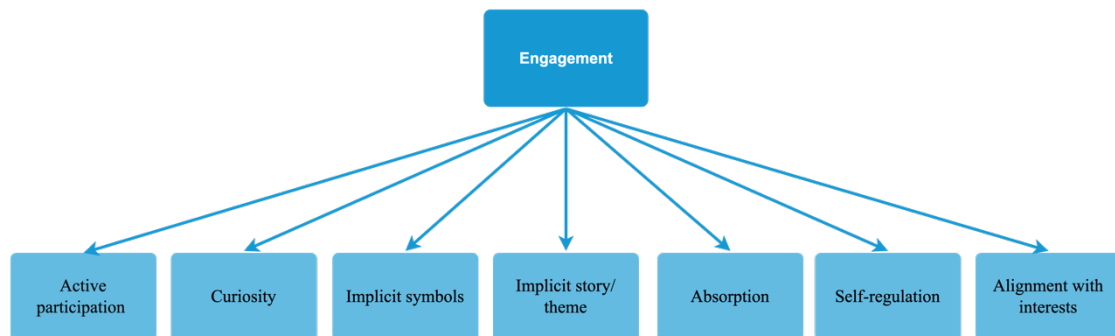 Engagement
Active
participation
Curiosity
Implicit symbols
Implicit story/
theme
Absorption
Self-regulation
Alignment with
interests